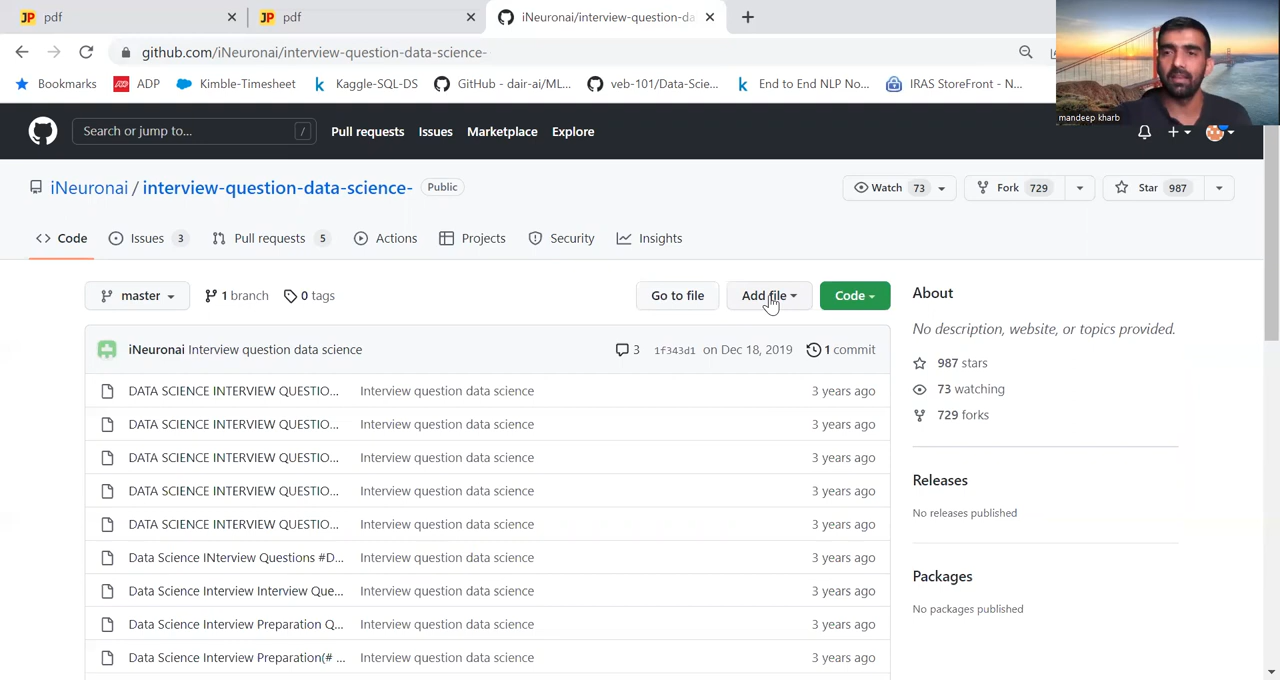 JP pdf
JP pdf
iNeuronai/interview-question-da
github.com/iNeuronai/interview-question-data-science-
Bookmarks
ADP
Kimble-Timesheet
k Kaggle-SQL-DS
GitHub - dair-ai/ML...
veb-101/Data-Scie...
k End to End NLP No...
IRAS StoreFront - N...
mandeep kharb
Search or jump to... /
Pull requests
Issues
Marketplace
Explore
iNeuronai / interview-question-data-science- Public
Watch 73
Fork 729
Star 987
<> Code
Issues 3
Pull requests 5
Actions
Projects
Security
Insights
master
1 branch
0 tags
Go to file
Add file
Code
About
No description, website, or topics provided.
iNeuronai Interview question data science
3 1f343d1 on Dec 18, 2019 1 commit
987 stars
73 watching
729 forks
DATA SCIENCE INTERVIEW QUESTIO... Interview question data science 3 years ago
DATA SCIENCE INTERVIEW QUESTIO... Interview question data science 3 years ago
DATA SCIENCE INTERVIEW QUESTIO... Interview question data science 3 years ago
DATA SCIENCE INTERVIEW QUESTIO... Interview question data science 3 years ago
DATA SCIENCE INTERVIEW QUESTIO... Interview question data science 3 years ago
Data Science INterview Questions #D... Interview question data science 3 years ago
Data Science Interview Interview Que... Interview question data science 3 years ago
Data Science Interview Preparation Q... Interview question data science 3 years ago
Data Science Interview Preparation(# ... Interview question data science 3 years ago
Releases
No releases published
Packages
No packages published